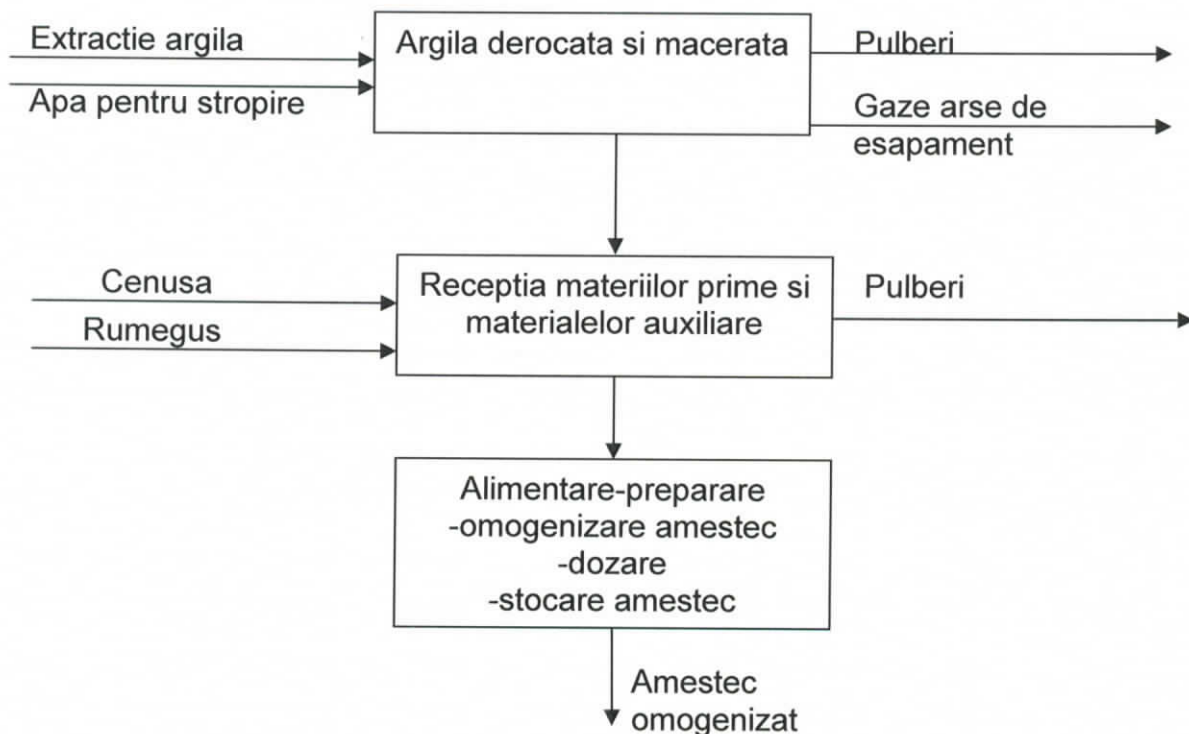 Extractie argila
Apa pentru stropire
Argila derocata si macerata
Pulberi
Gaze arse de
esapament
Cenusa
Rumegus
Receptia materiilor prime si
materialelor auxiliare
Pulberi
Alimentare-preparare
-omogenizare amestec
-dozare
-stocare amestec
Amestec
omogenizat